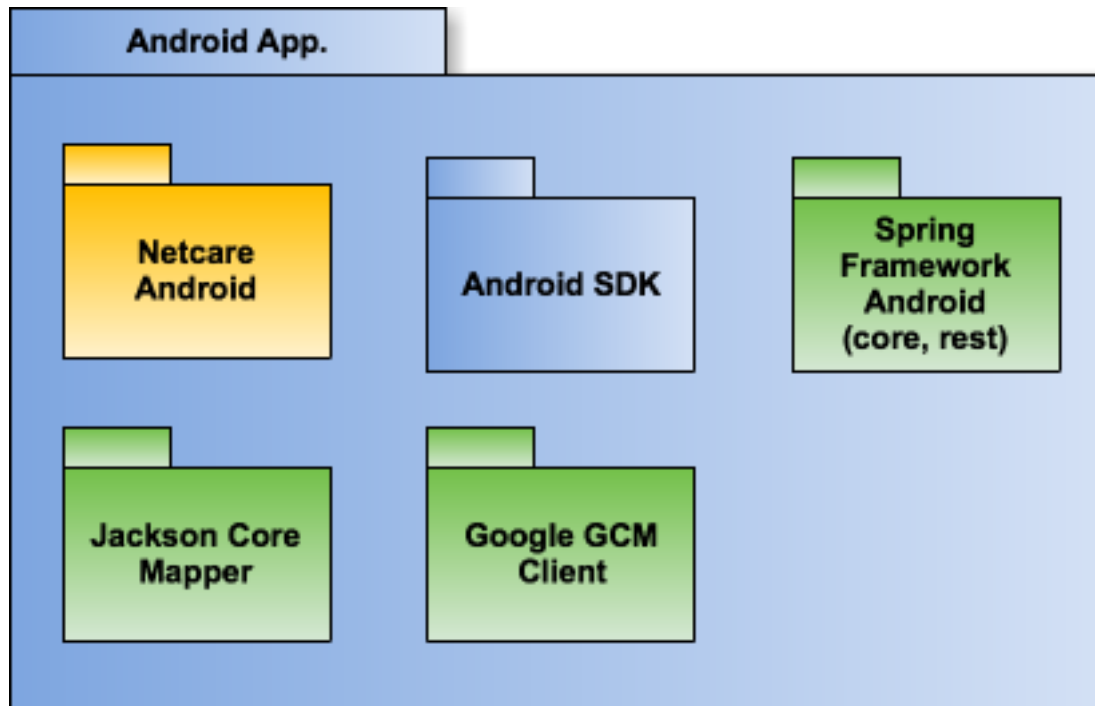 Android App.
Netcare
Android
Android SDK
Spring
Framework
Android
(core, rest)
Jackson Core
Mapper
Google GCM
Client